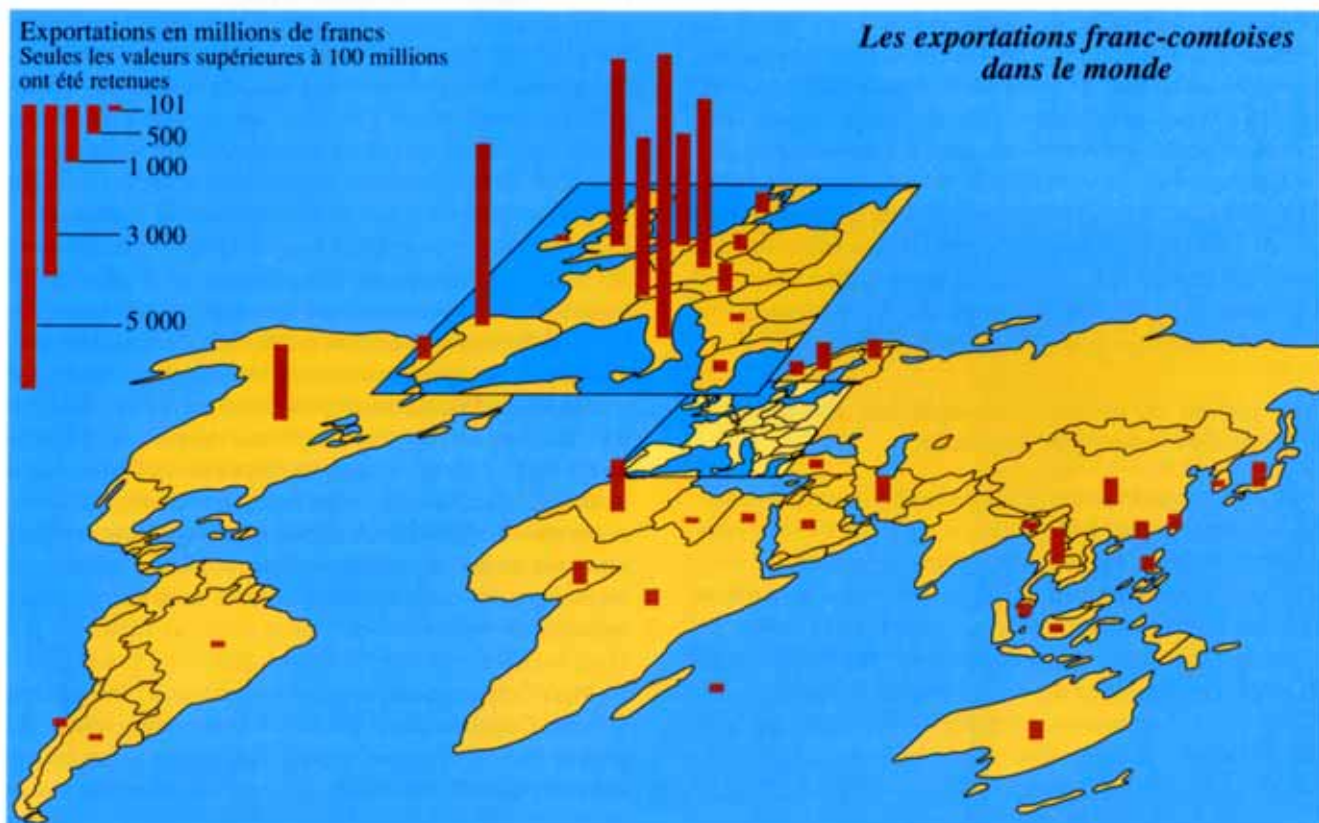 Exportations en millions de francs
Seules les valeurs supérieures à 100 millions
ont été retenues
101
500
1 000
3 000
5 000
Les exportations franc-comtoises
dans le monde